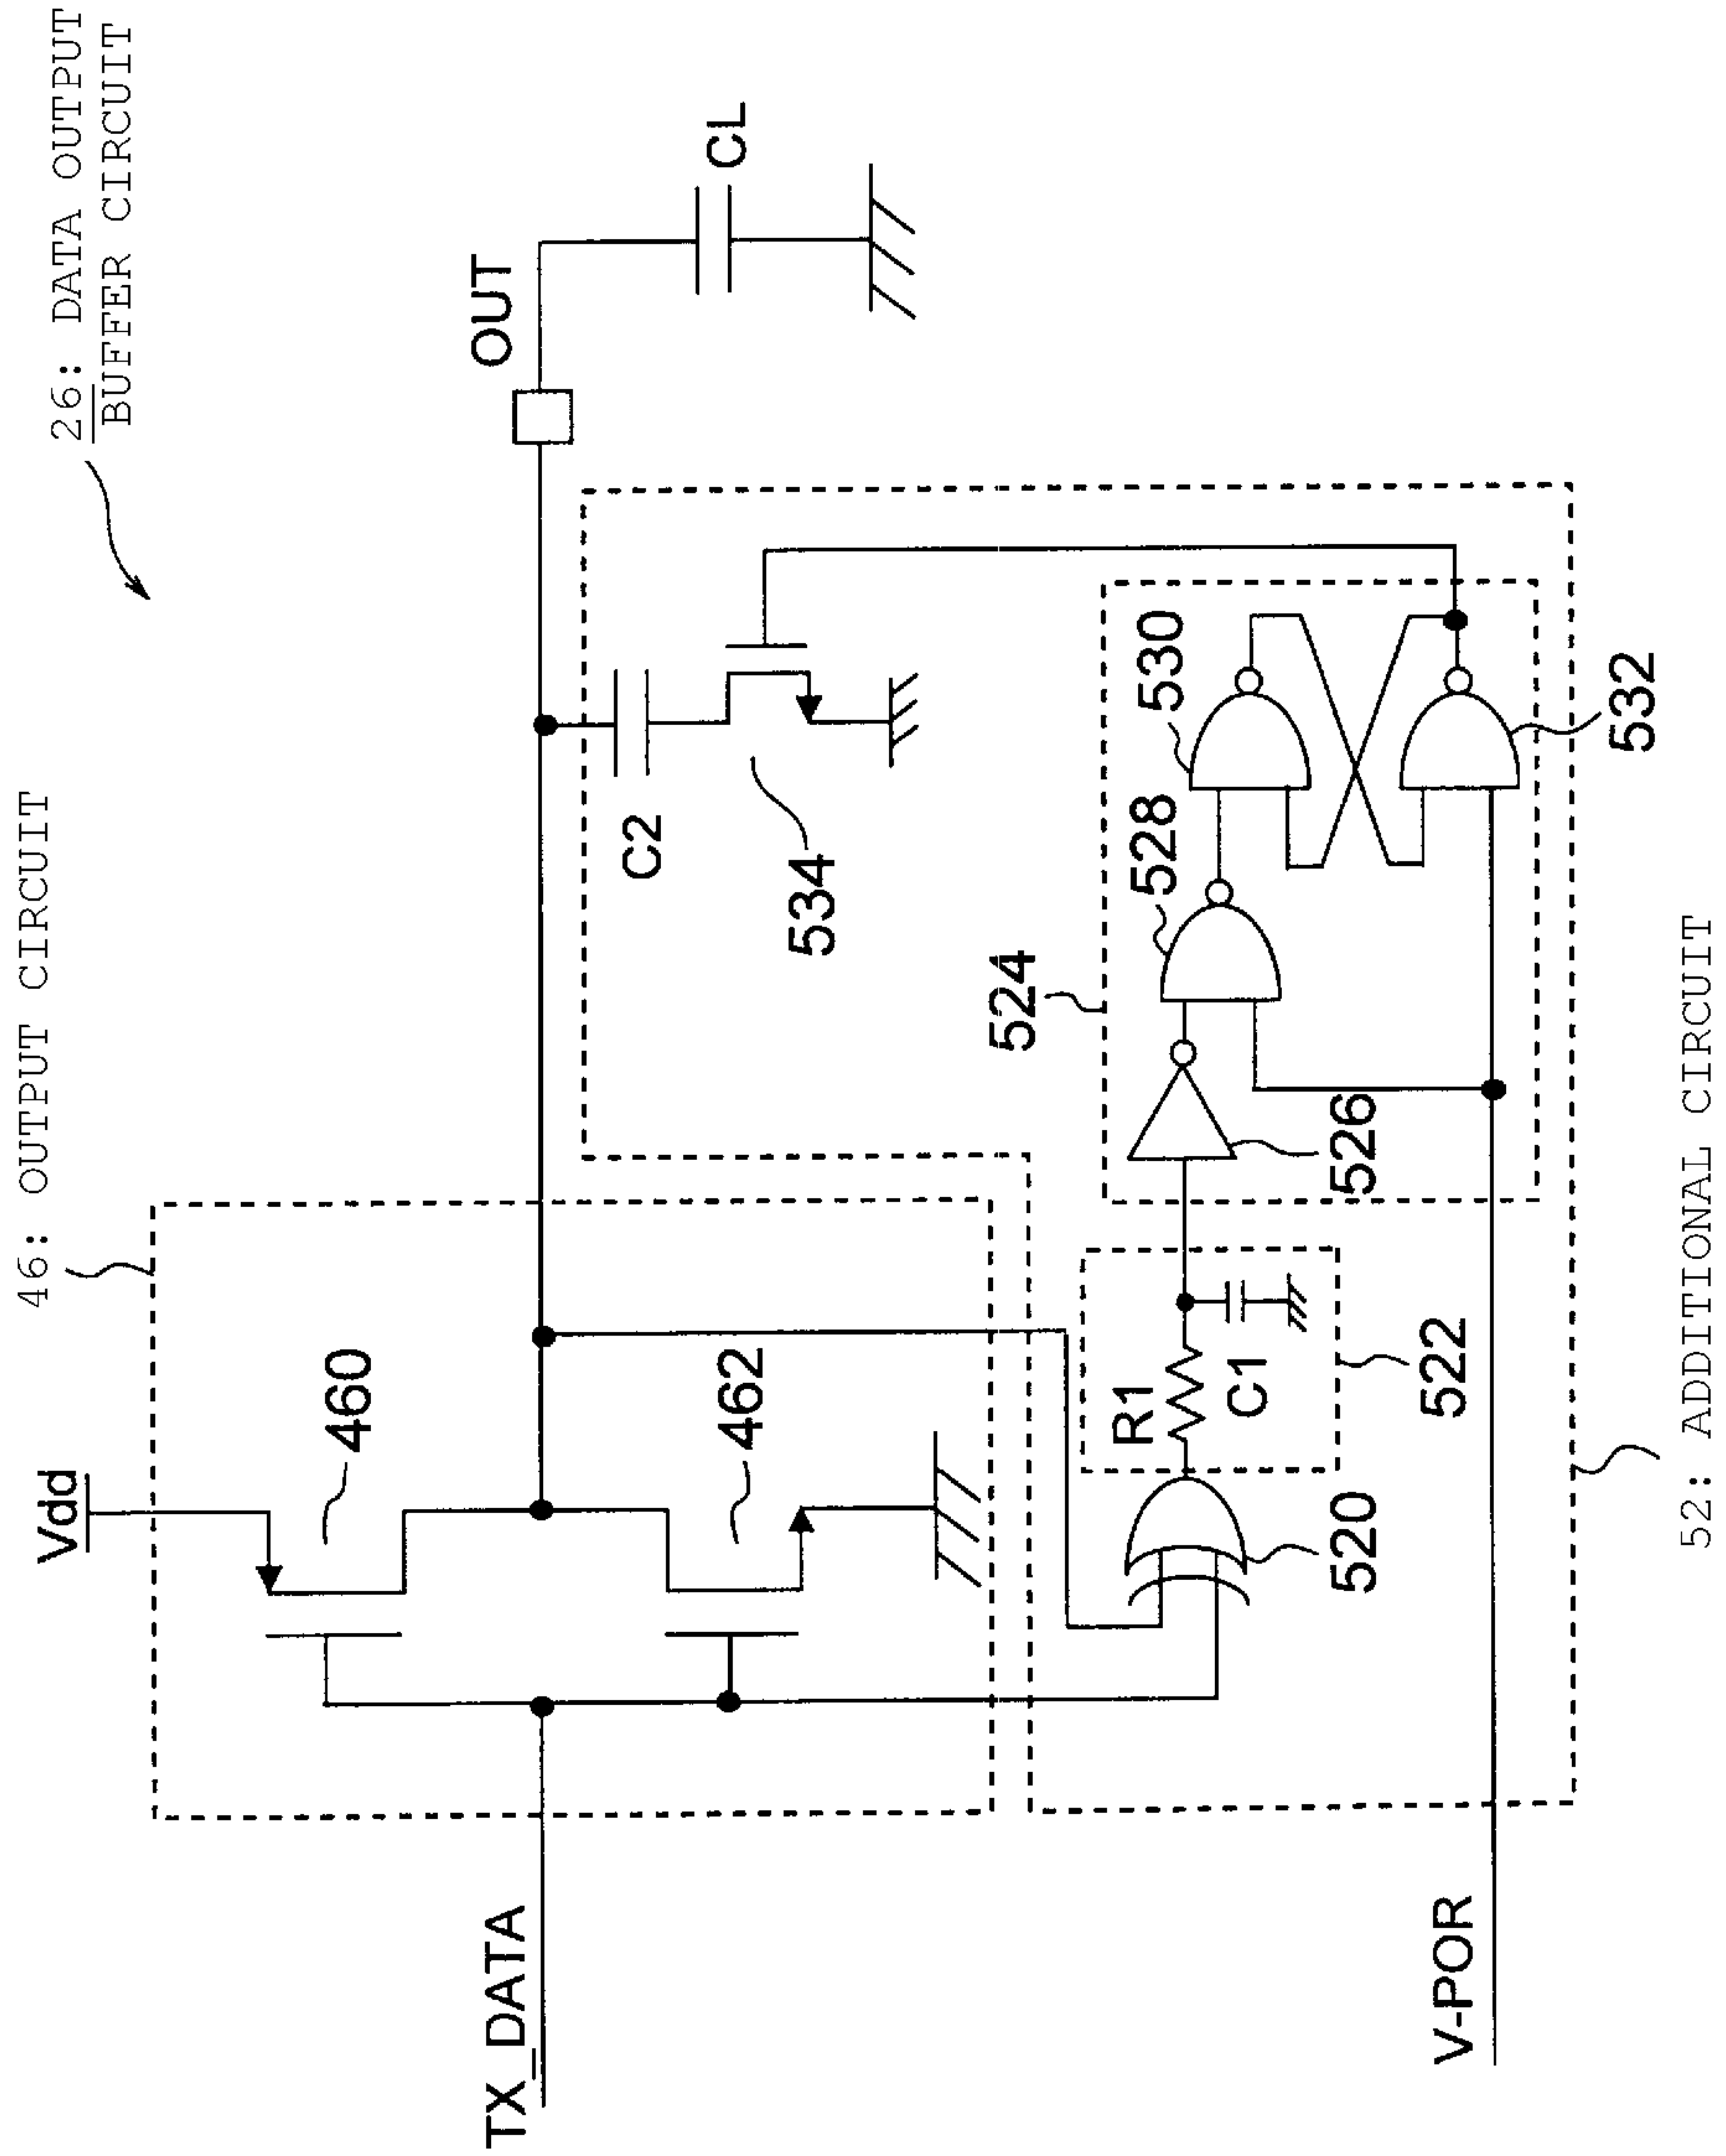 26: DATA OUTPUT
BUFFER CIRCUIT
46: OUTPUT CIRCUIT
Vdd
460
462
TX_DATA
OUT
CL
C2
534
524
528
530
532
526
R1
C1
522
520
V-POR
52: ADDITIONAL CIRCUIT